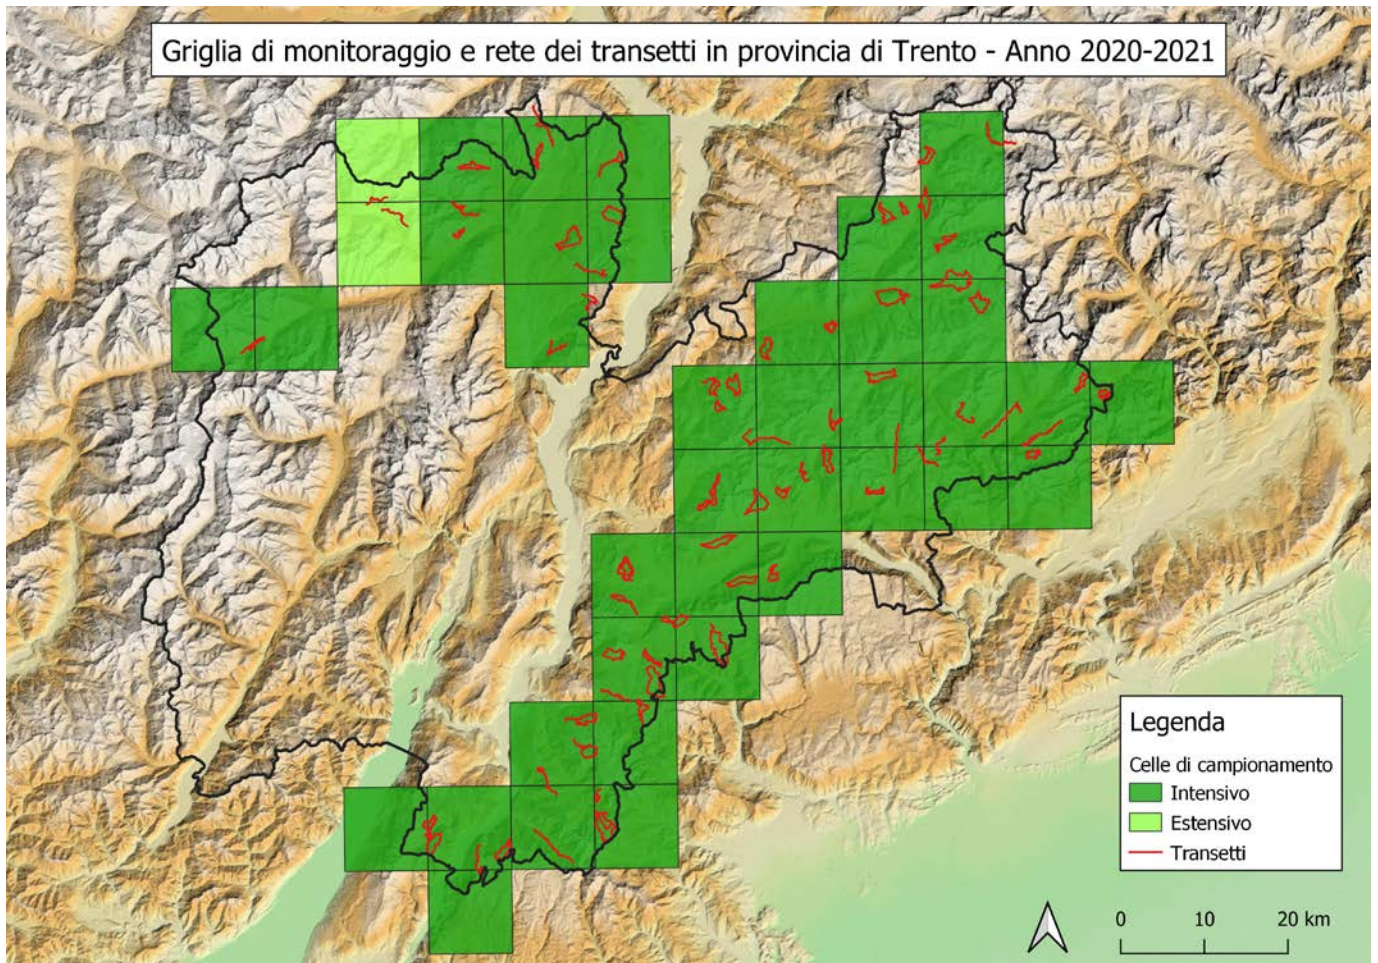 Griglia di monitoraggio e rete dei transetti in provincia di Trento - Anno 2020-2021
Legenda
Celle di campionamento
Intensivo
Estensivo
Transetti
0 10 20 km